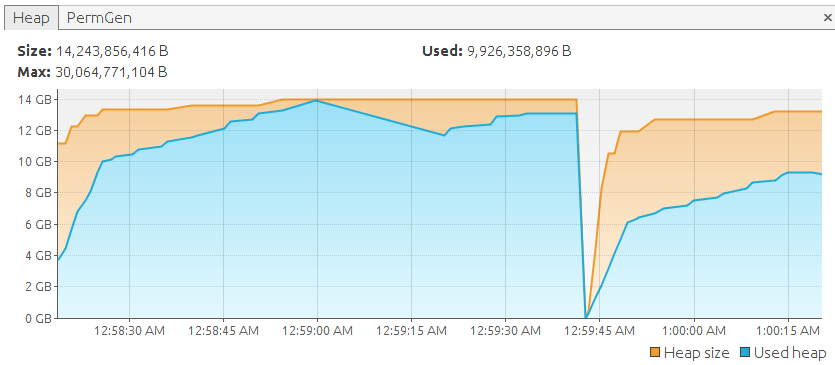 Heap PermGen ×
Size: 14,243,856,416 B Used: 9,926,358,896 B
Max: 30,064,771,104 B
14 GB
12 GB
10 GB
8 GB
6 GB
4 GB
2 GB
0 GB
12:58:30 AM 12:58:45 AM 12:59:00 AM 12:59:15 AM 12:59:30 AM 12:59:45 AM 1:00:00 AM 1:00:15 AM
Heap size Used heap